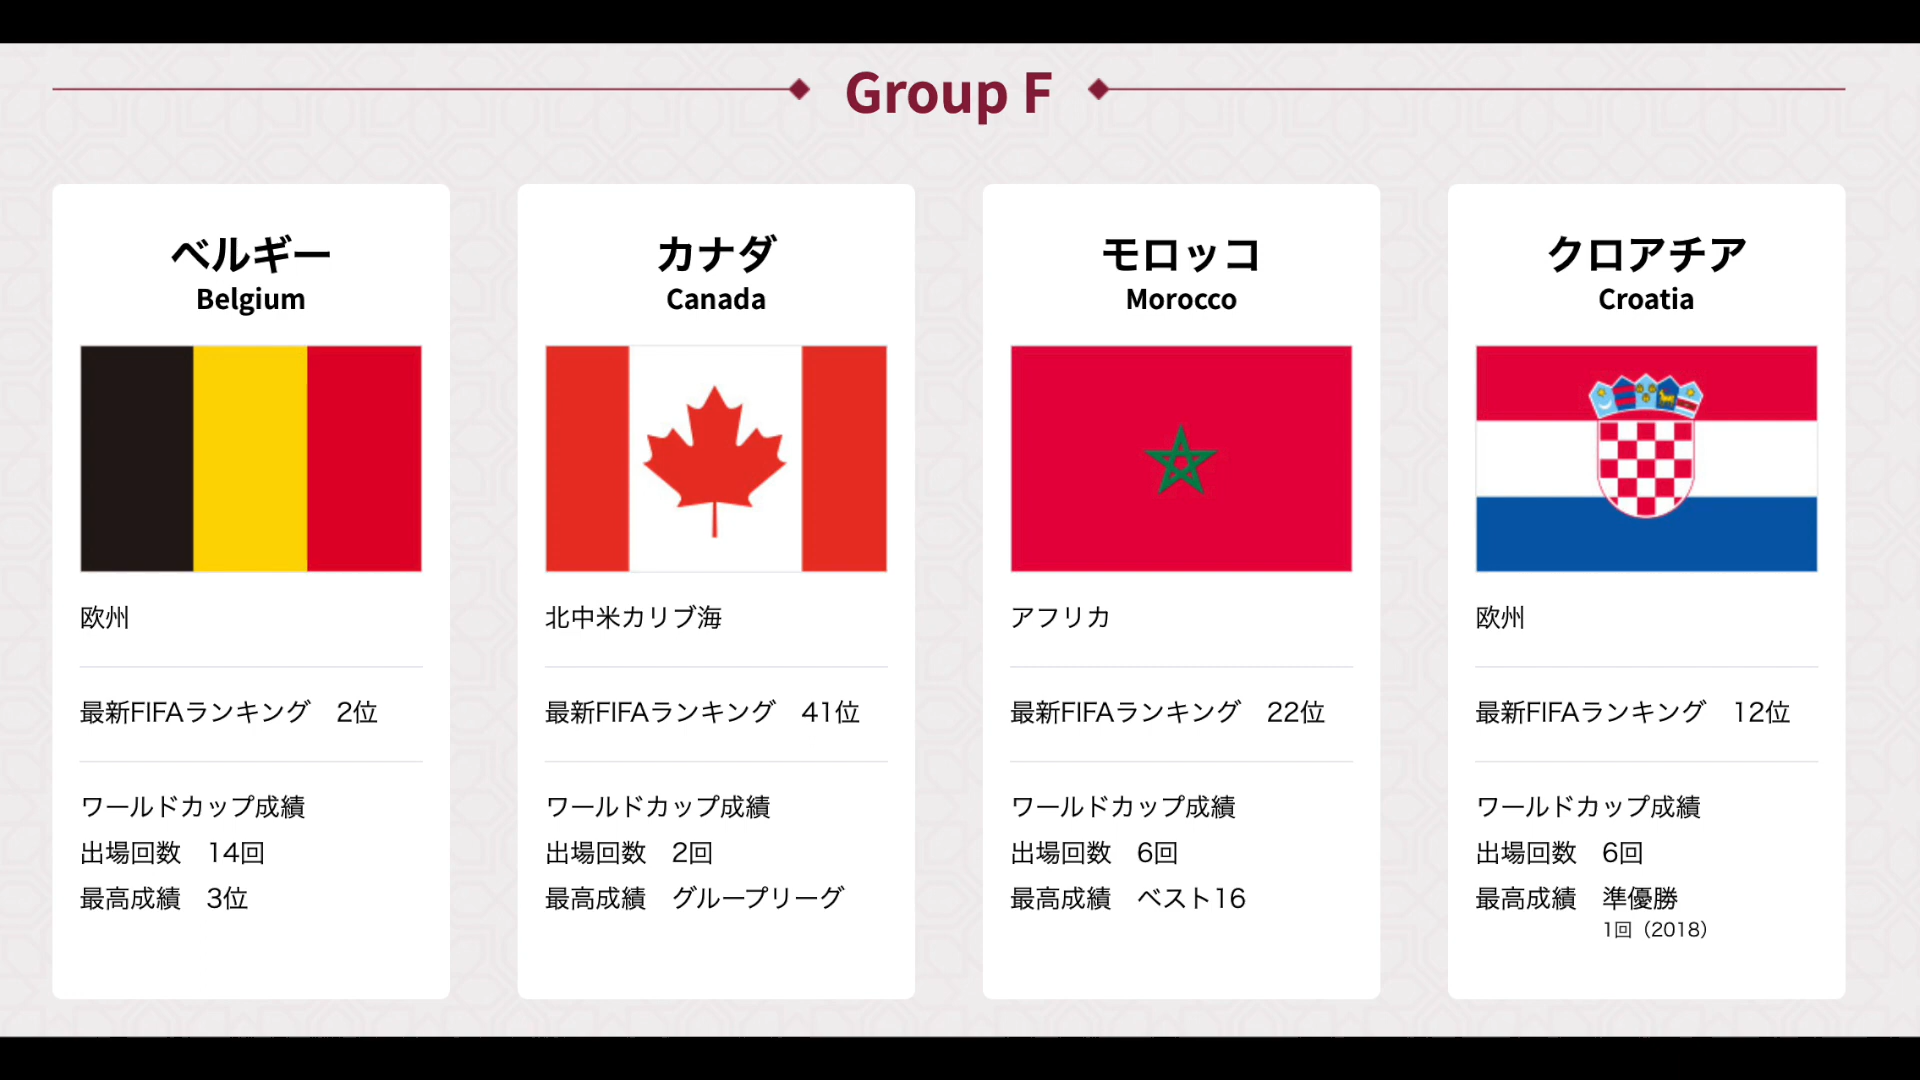 Group F
ベルギー
Belgium
欧州
最新FIFAランキング　2位
ワールドカップ成績
出場回数　14回
最高成績　3位
カナダ
Canada
北中米カリブ海
最新FIFAランキング　41位
ワールドカップ成績
出場回数　2回
最高成績　グループリーグ
モロッコ
Morocco
アフリカ
最新FIFAランキング　22位
ワールドカップ成績
出場回数　6回
最高成績　ベスト16
クロアチア
Croatia
欧州
最新FIFAランキング　12位
ワールドカップ成績
出場回数　6回
最高成績　準優勝
1回（2018）